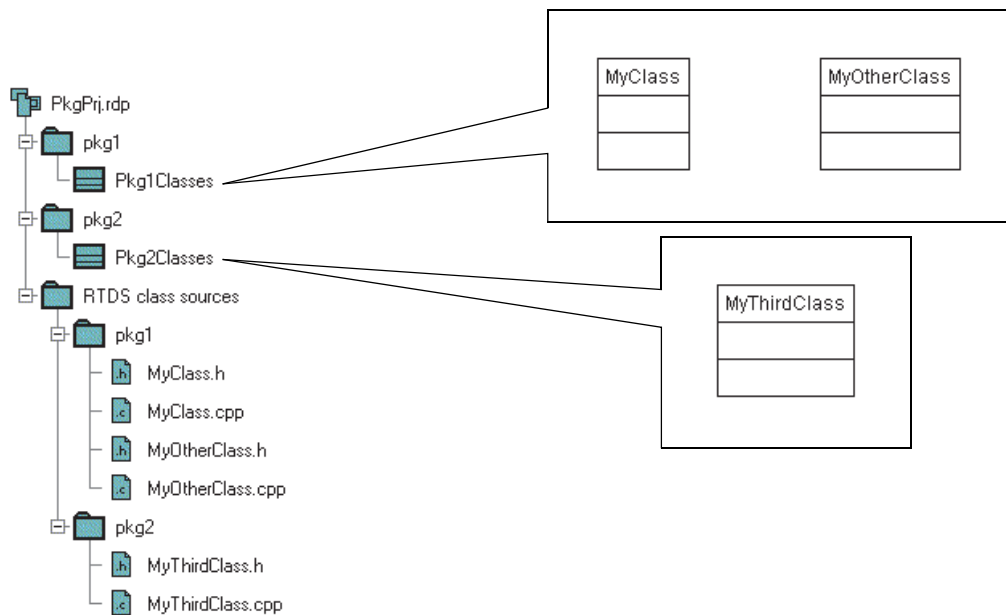 PkgPrj.rdp
pkg1
Pkg1Classes
pkg2
Pkg2Classes
RTDS class sources
pkg1
.h MyClass.h
.c MyClass.cpp
.h MyOtherClass.h
.c MyOtherClass.cpp
pkg2
.h MyThirdClass.h
.c MyThirdClass.cpp
MyClass
MyOtherClass
MyThirdClass